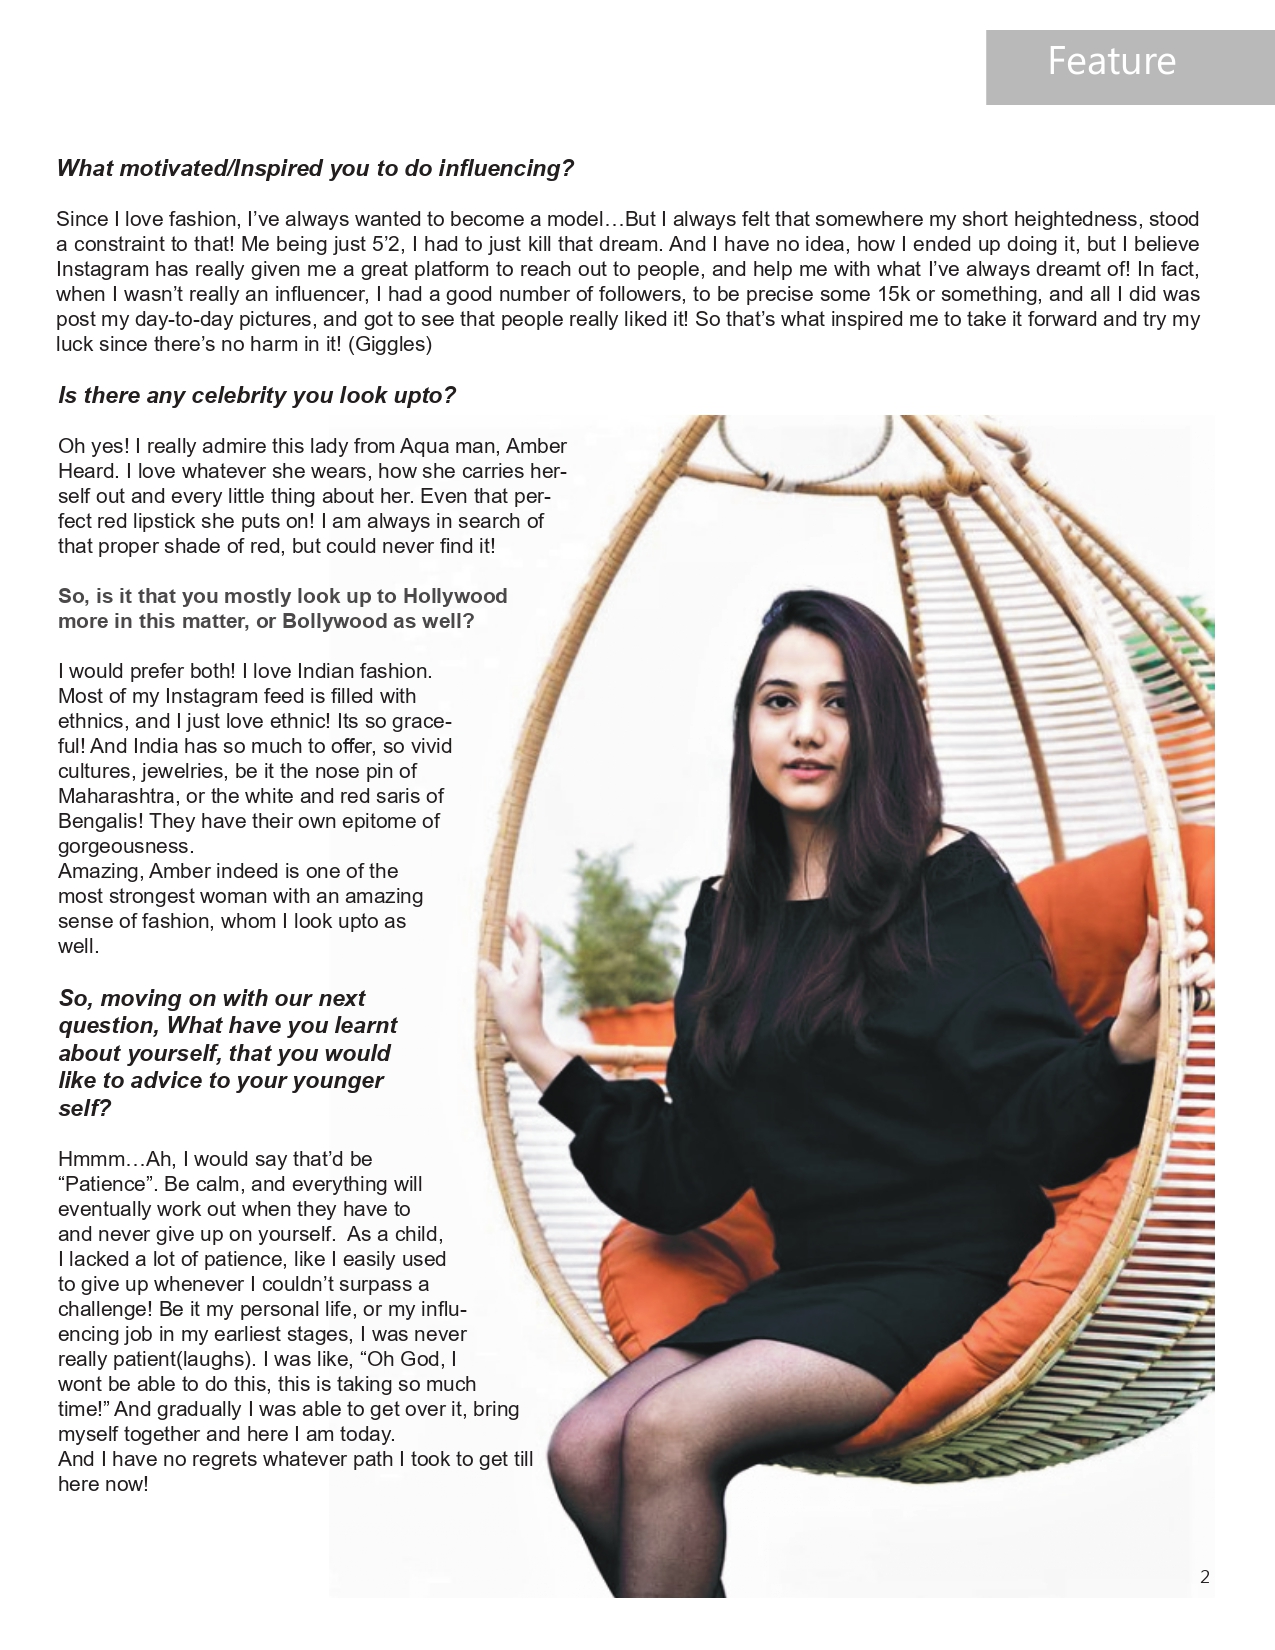 Feature
What motivated/Inspired you to do influencing?
Since I love fashion, I’ve always wanted to become a model…But I always felt that somewhere my short heightedness, stood
a constraint to that! Me being just 5’2, I had to just kill that dream. And I have no idea, how I ended up doing it, but I believe
Instagram has really given me a great platform to reach out to people, and help me with what I’ve always dreamt of! In fact,
when I wasn’t really an influencer, I had a good number of followers, to be precise some 15k or something, and all I did was
post my day-to-day pictures, and got to see that people really liked it! So that’s what inspired me to take it forward and try my
luck since there’s no harm in it! (Giggles)
Is there any celebrity you look upto?
Oh yes! I really admire this lady from Aqua man, Amber
Heard. I love whatever she wears, how she carries her-
self out and every little thing about her. Even that per-
fect red lipstick she puts on! I am always in search of
that proper shade of red, but could never find it!
So, is it that you mostly look up to Hollywood
more in this matter, or Bollywood as well?
I would prefer both! I love Indian fashion.
Most of my Instagram feed is filled with
ethnics, and I just love ethnic! Its so grace-
ful! And India has so much to offer, so vivid
cultures, jewelries, be it the nose pin of
Maharashtra, or the white and red saris of
Bengalis! They have their own epitome of
gorgeousness.
Amazing, Amber indeed is one of the
most strongest woman with an amazing
sense of fashion, whom I look upto as
well.
So, moving on with our next
question, What have you learnt
about yourself, that you would
like to advice to your younger
self?
Hmmm…Ah, I would say that’d be
“Patience”. Be calm, and everything will
eventually work out when they have to
and never give up on yourself.  As a child,
I lacked a lot of patience, like I easily used
to give up whenever I couldn’t surpass a
challenge! Be it my personal life, or my influ-
encing job in my earliest stages, I was never
really patient(laughs). I was like, “Oh God, I
wont be able to do this, this is taking so much
time!” And gradually I was able to get over it, bring
myself together and here I am today.
And I have no regrets whatever path I took to get till
here now!
2